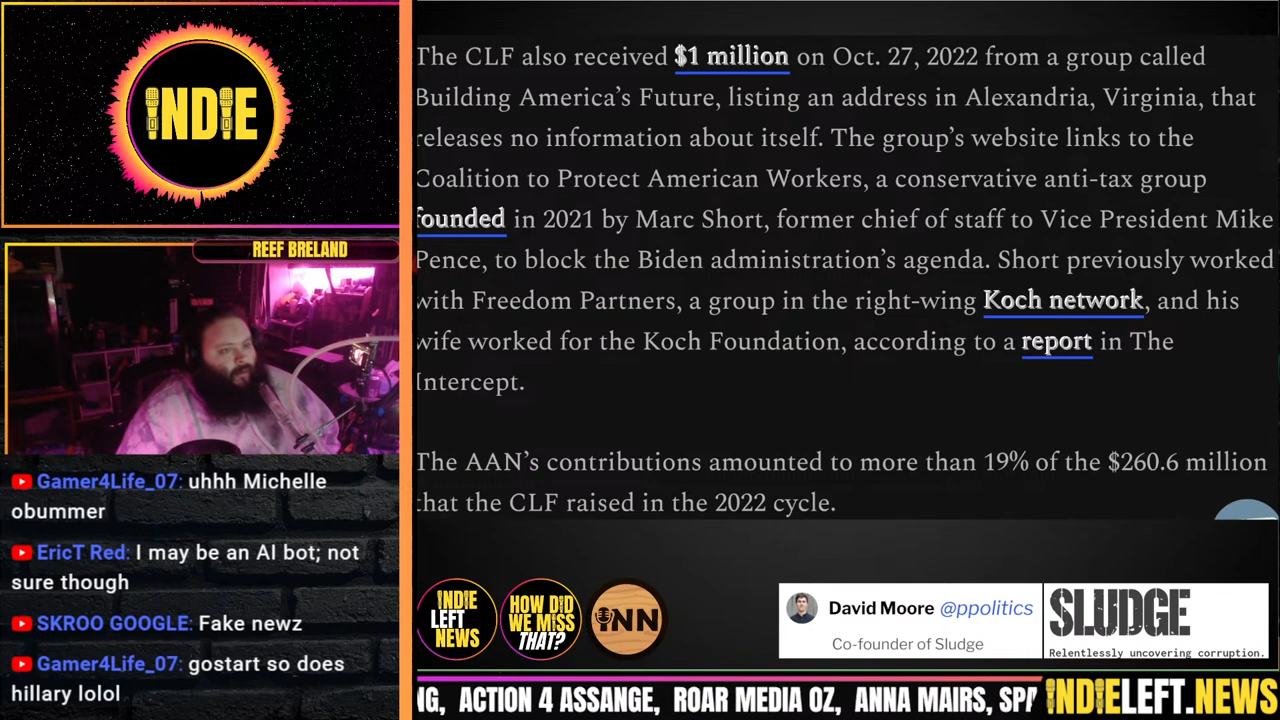 INDIE
REEF BRELAND
Gamer4Life_07: uhhh Michelle
obummer
EricT Red: I may be an AI bot; not
sure though
SKROO GOOGLE: Fake newz
Gamer4Life_07: gostart so does
hillary lolol
The CLF also received $1 million on Oct. 27, 2022 from a group called
Building America’s Future, listing an address in Alexandria, Virginia, that
releases no information about itself. The group’s website links to the
Coalition to Protect American Workers, a conservative anti-tax group
founded in 2021 by Marc Short, former chief of staff to Vice President Mike
Pence, to block the Biden administration’s agenda. Short previously worked
with Freedom Partners, a group in the right-wing Koch network, and his
wife worked for the Koch Foundation, according to a report in The
Intercept.
The AAN’s contributions amounted to more than 19% of the $260.6 million
that the CLF raised in the 2022 cycle.
INDIE
LEFT
NEWS
HOW DID
WE MISS
THAT?
INN
David Moore @ppolitics
Co-founder of Sludge
SLUDGE
Relentlessly uncovering corruption.
NG, ACTION 4 ASSANGE, ROAR MEDIA OZ, ANNA MAIRS, SPA
INDIELEFT.NEWS